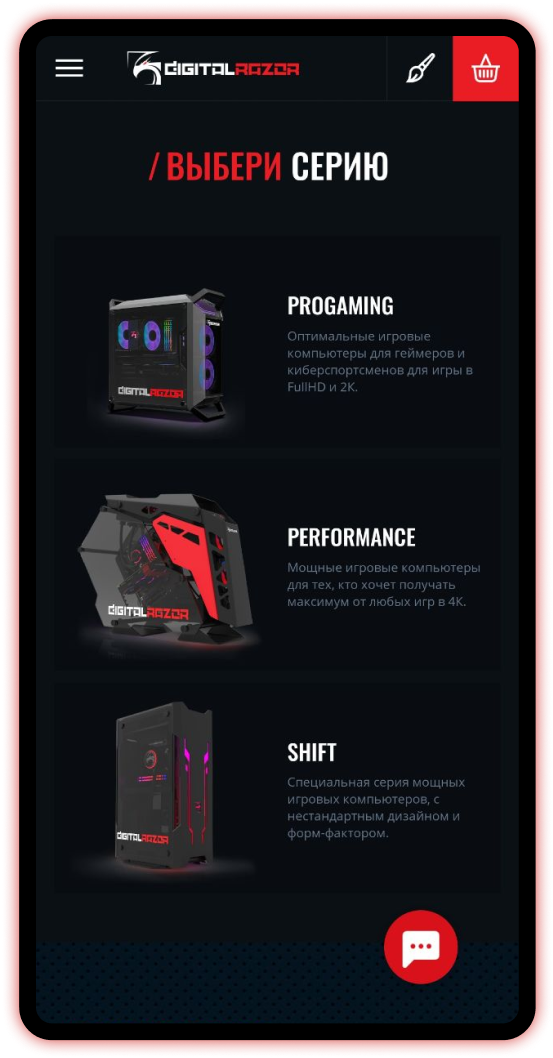 DIGITALRAZOR
/ ВЫБЕРИ СЕРИЮ
PROGAMING
Оптимальные игровые
компьютеры для геймеров и
киберспортсменов для игры в
FullHD и 2К.
DIGITALRAZOR
PERFORMANCE
Мощные игровые компьютеры
для тех, кто хочет получать
максимум от любых игр в 4К.
DIGITALRAZOR
SHIFT
Специальная серия мощных
игровых компьютеров, с
нестандартным дизайном и
форм-фактором.
DIGITALRAZOR